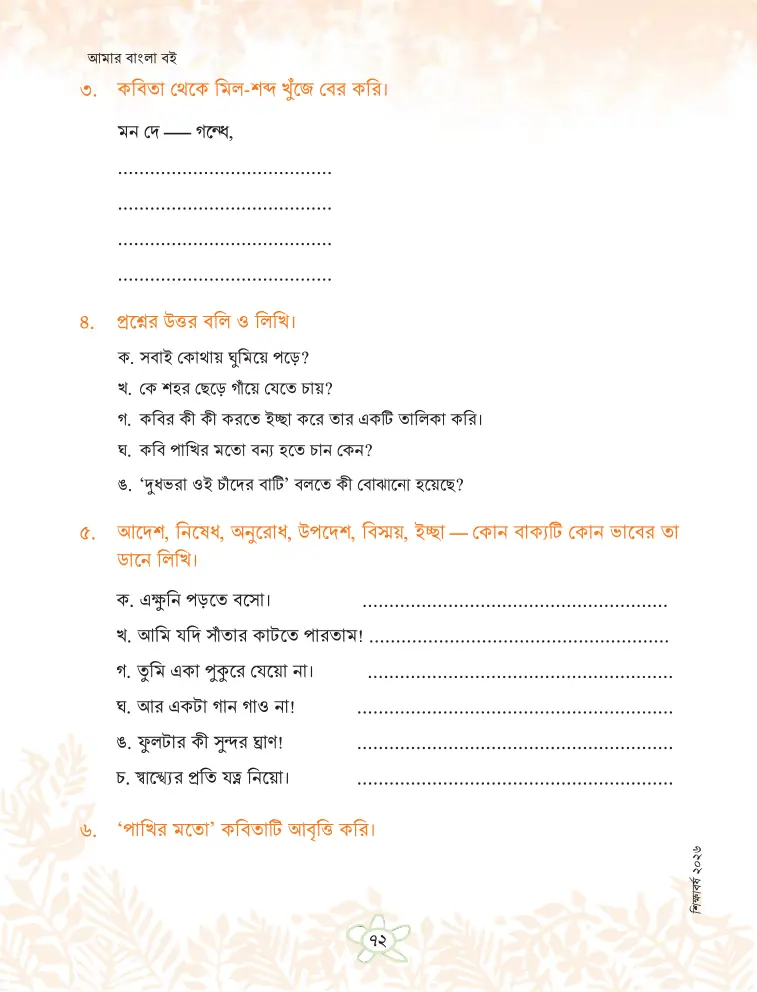 আমার বাংলা বই
৩. কবিতা থেকে মিল-শব্দ খুঁজে বের করি।
মন দে — গন্ধে,
........................................
........................................
........................................
........................................
৪. প্রশ্নের উত্তর বলি ও লিখি।
ক. সবাই কোথায় ঘুমিয়ে পড়ে?
খ. কে শহর ছেড়ে গাঁয়ে যেতে চায়?
গ. কবির কী কী করতে ইচ্ছা করে তার একটি তালিকা করি।
ঘ. কবি পাখির মতো বন্য হতে চান কেন?
ঙ. ‘দুধভরা ওই চাঁদের বাটি’ বলতে কী বোঝানো হয়েছে?
৫. আদেশ, নিষেধ, অনুরোধ, উপদেশ, বিস্ময়, ইচ্ছা — কোন বাক্যটি কোন ভাবের তা
ডানে লিখি।
ক. এক্ষুনি পড়তে বসো। .........................................................
খ. আমি যদি সাঁতার কাটতে পারতাম! ........................................................
গ. তুমি একা পুকুরে যেয়ো না। .........................................................
ঘ. আর একটা গান গাও না! ...........................................................
ঙ. ফুলটার কী সুন্দর ঘ্রাণ! ...........................................................
চ. স্বাস্থ্যের প্রতি যত্ন নিয়ো। ...........................................................
৬. ‘পাখির মতো’ কবিতাটি আবৃত্তি করি।
শিক্ষাবর্ষ ২০২৬
৭২